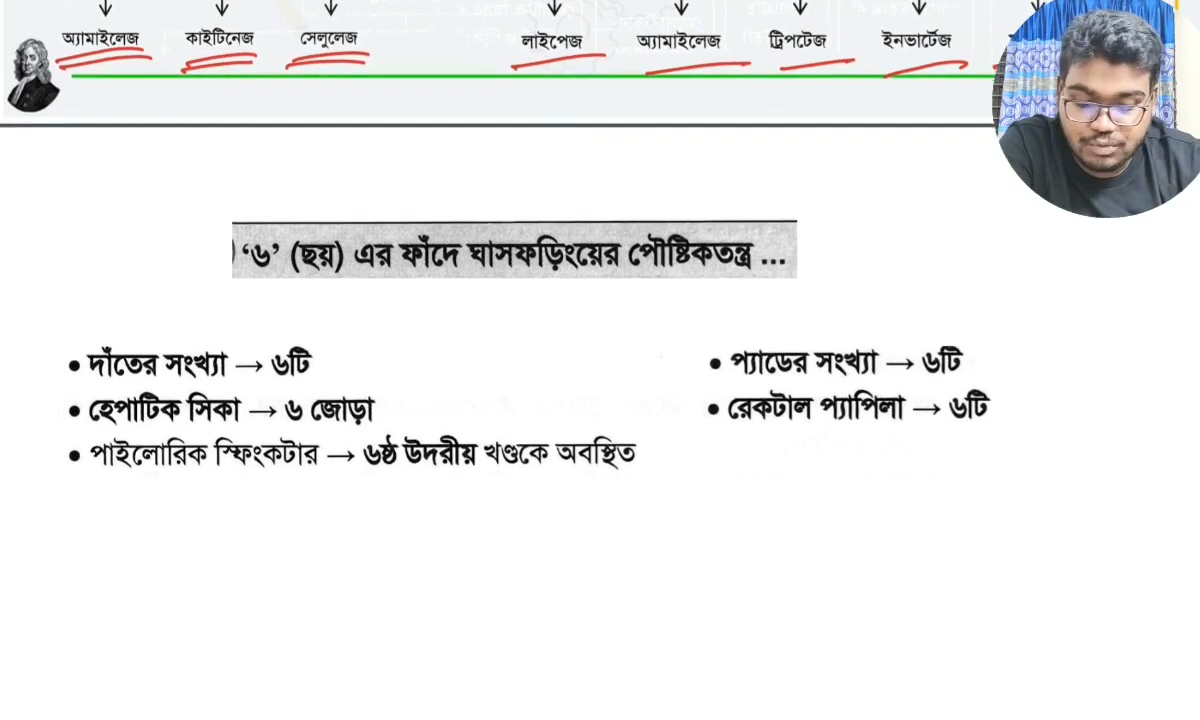 অ্যামাইলেজ কাইটিনেজ সেলুলেজ লাইপেজ অ্যামাইলেজ ট্রিপটেজ ইনভার্টেজ
‘৬’ (ছয়) এর ফাঁদে ঘাসফড়িংয়ের পৌষ্টিকতন্ত্র ...
• দাঁতের সংখ্যা → ৬টি
• প্যাডের সংখ্যা → ৬টি
• হেপাটিক সিকা → ৬ জোড়া
• রেকটাল প্যাপিলা → ৬টি
• পাইলোরিক স্ফিংকটার → ৬ষ্ঠ উদরীয় খণ্ডকে অবস্থিত